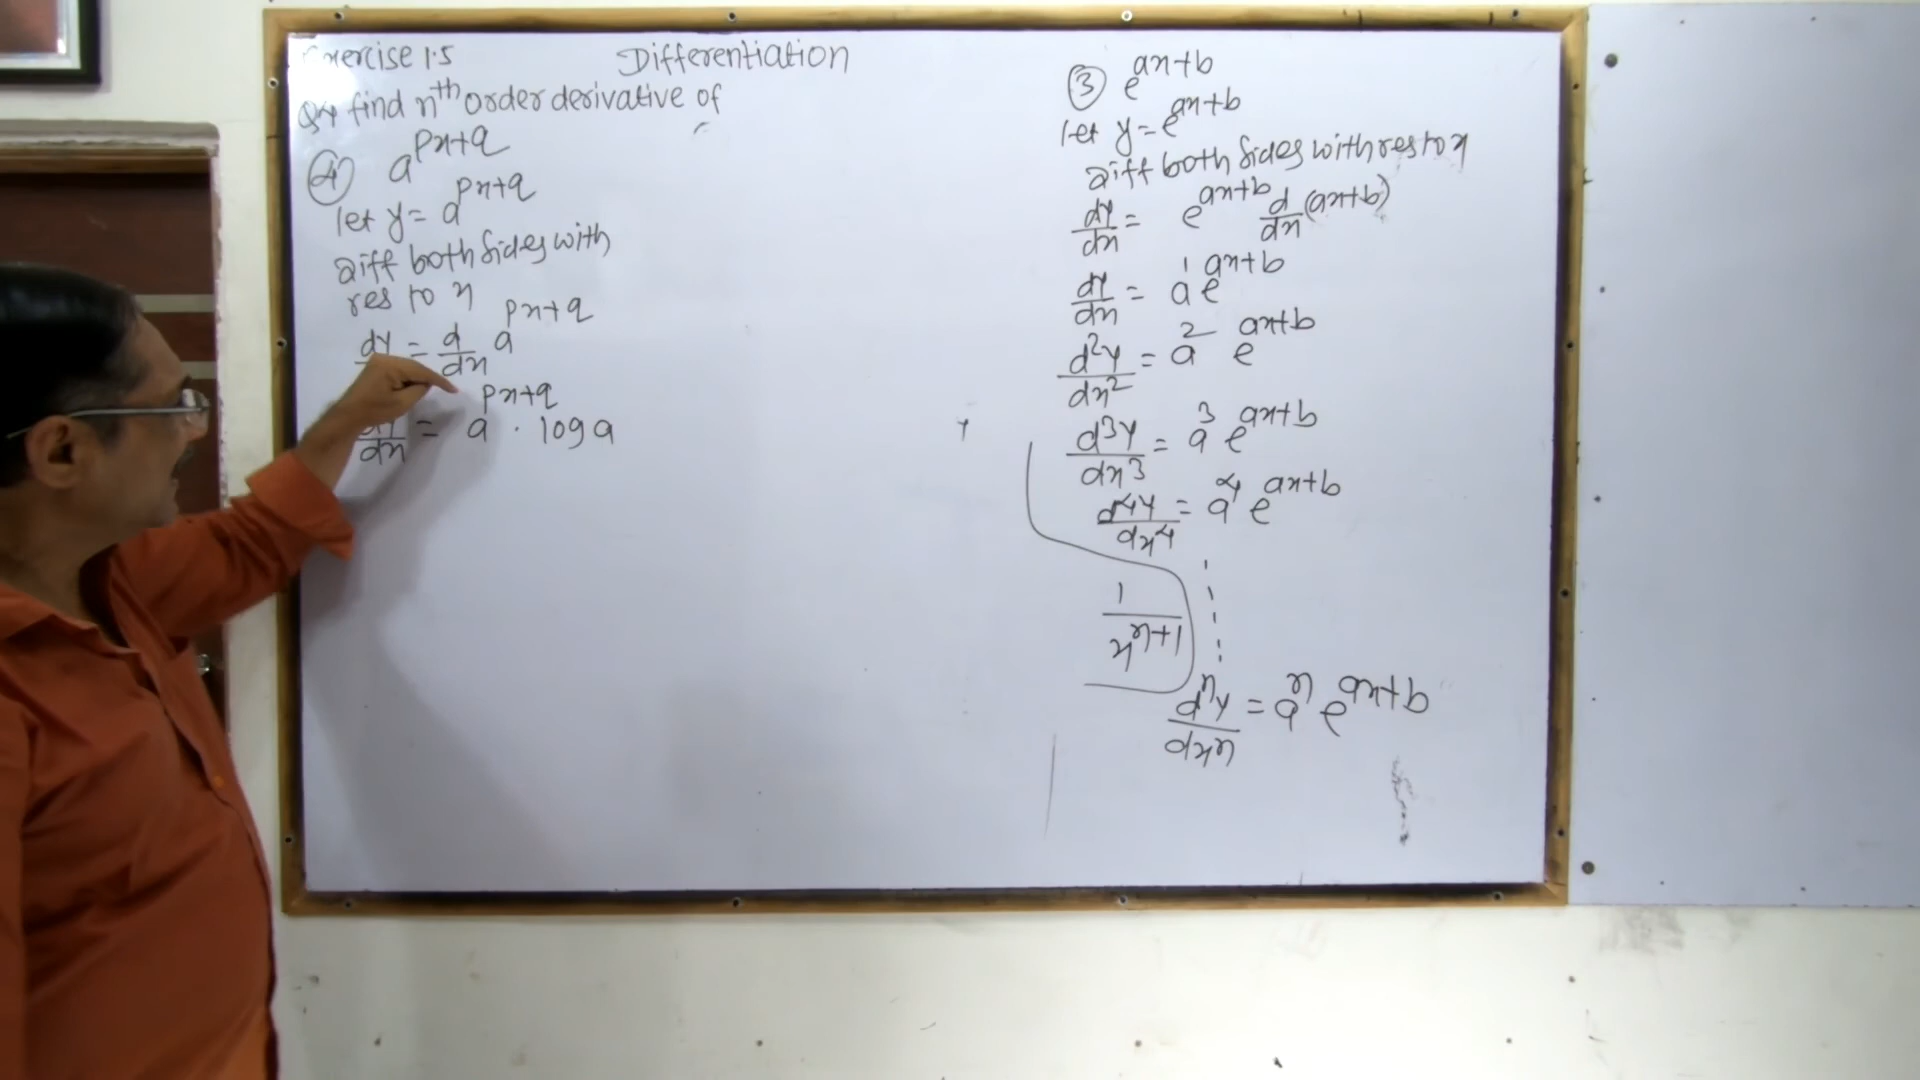 Exercise 1.5 Differentiation
Q4 find nth order derivative of
④ a^(px+q)
let y = a^(px+q)
diff both sides with
res to x
dy/dx = d/dx a^(px+q)
dy/dx = a^(px+q) · log a
③ e^(ax+b)
let y = e^(ax+b)
diff both sides with res to x
dy/dx = e^(ax+b) d/dx (ax+b)
dy/dx = a^1 e^(ax+b)
d²y/dx² = a² e^(ax+b)
d³y/dx³ = a³ e^(ax+b)
d⁴y/dx⁴ = a⁴ e^(ax+b)
1/x^(n+1)
dⁿy/dxⁿ = aⁿ e^(ax+b)